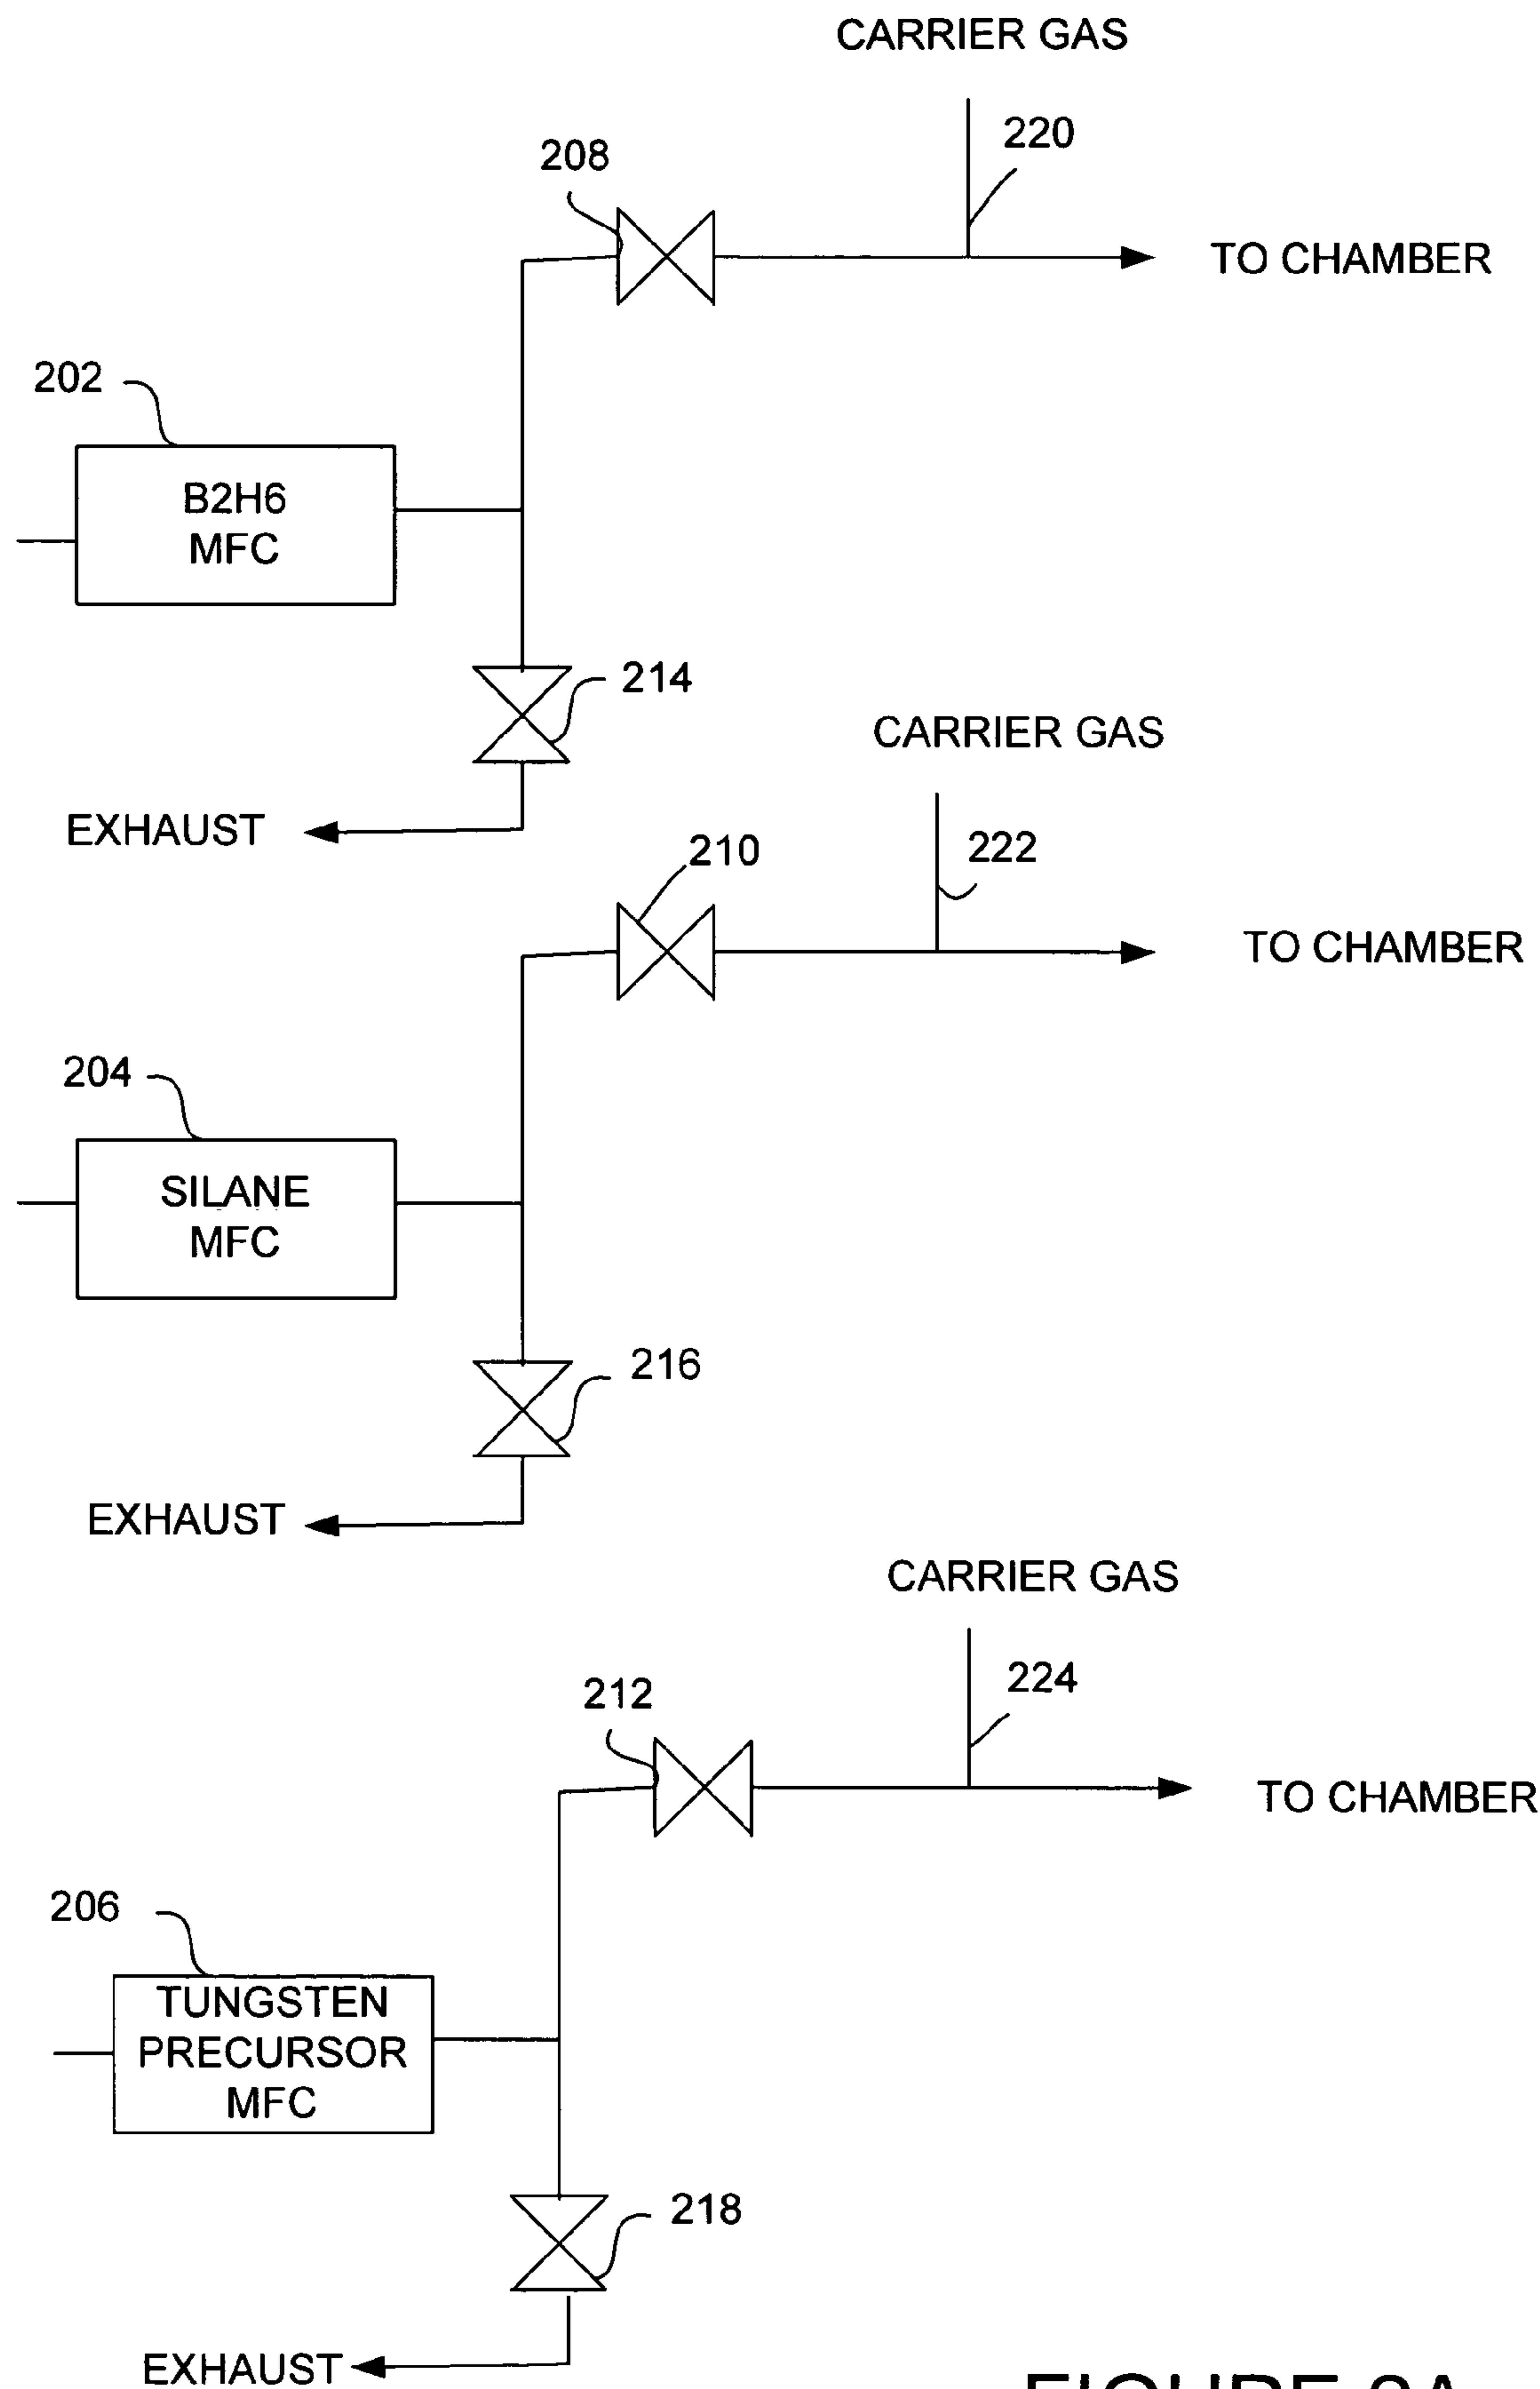 CARRIER GAS
220
208
TO CHAMBER
202
B2H6
MFC
214
CARRIER GAS
EXHAUST
210
222
TO CHAMBER
204
SILANE
MFC
216
EXHAUST
CARRIER GAS
224
212
TO CHAMBER
206
TUNGSTEN
PRECURSOR
MFC
218
EXHAUST